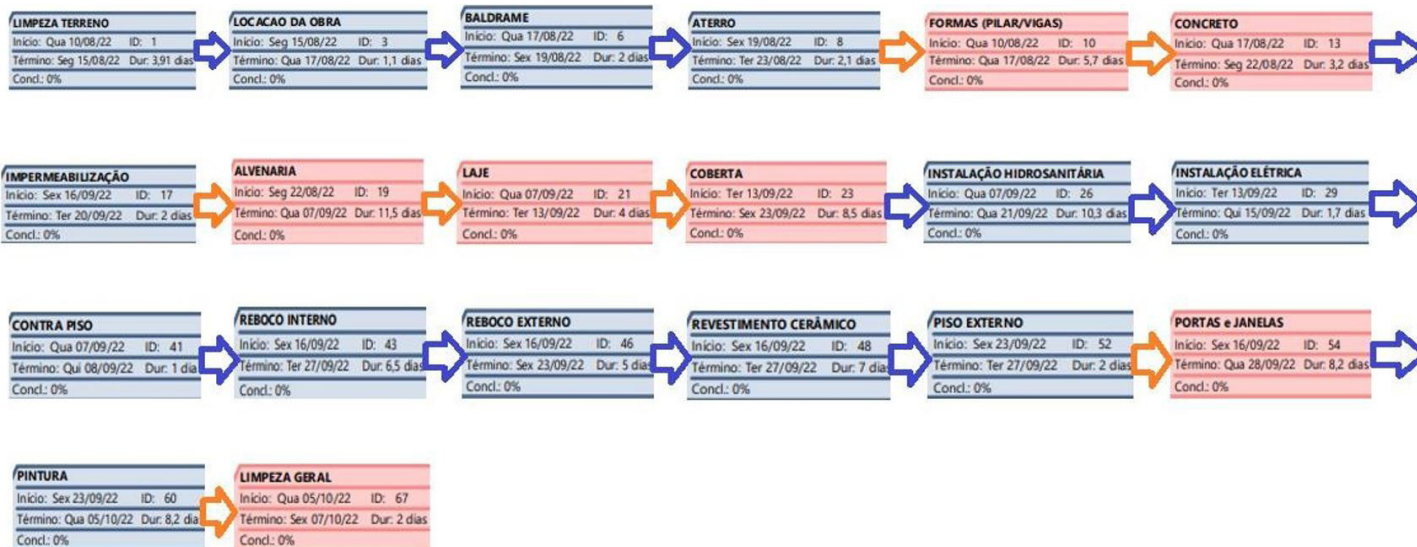 LIMPEZA TERRENO
Início: Qua 10/08/22 ID: 1
Término: Seg 15/08/22 Dur: 3,91 dias
Concl.: 0%
LOCACAO DA OBRA
Início: Seg 15/08/22 ID: 3
Término: Qua 17/08/22 Dur: 1,1 dias
Concl.: 0%
BALDRAME
Início: Qua 17/08/22 ID: 6
Término: Sex 19/08/22 Dur: 2 dias
Concl.: 0%
ATERRO
Início: Sex 19/08/22 ID: 8
Término: Ter 23/08/22 Dur: 2,1 dias
Concl.: 0%
FORMAS (PILAR/VIGAS)
Início: Qua 10/08/22 ID: 10
Término: Qua 17/08/22 Dur: 5,7 dias
Concl.: 0%
CONCRETO
Início: Qua 17/08/22 ID: 13
Término: Seg 22/08/22 Dur: 3,2 dias
Concl.: 0%
IMPERMEABILIZAÇÃO
Início: Sex 16/09/22 ID: 17
Término: Ter 20/09/22 Dur: 2 dias
Concl.: 0%
ALVENARIA
Início: Seg 22/08/22 ID: 19
Término: Qua 07/09/22 Dur: 11,5 dias
Concl.: 0%
LAJE
Início: Qua 07/09/22 ID: 21
Término: Ter 13/09/22 Dur: 4 dias
Concl.: 0%
COBERTA
Início: Ter 13/09/22 ID: 23
Término: Sex 23/09/22 Dur: 8,5 dias
Concl.: 0%
INSTALAÇÃO HIDROSANITÁRIA
Início: Qua 07/09/22 ID: 26
Término: Qua 21/09/22 Dur: 10,3 dias
Concl.: 0%
INSTALAÇÃO ELÉTRICA
Início: Ter 13/09/22 ID: 29
Término: Qui 15/09/22 Dur: 1,7 dias
Concl.: 0%
CONTRA PISO
Início: Qua 07/09/22 ID: 41
Término: Qui 08/09/22 Dur: 1 dia
Concl.: 0%
REBOCO INTERNO
Início: Sex 16/09/22 ID: 43
Término: Ter 27/09/22 Dur: 6,5 dias
Concl.: 0%
REBOCO EXTERNO
Início: Sex 16/09/22 ID: 46
Término: Sex 23/09/22 Dur: 5 dia
Concl.: 0%
REVESTIMENTO CERÂMICO
Início: Sex 16/09/22 ID: 48
Término: Ter 27/09/22 Dur: 7 dia
Concl.: 0%
PISO EXTERNO
Início: Sex 23/09/22 ID: 52
Término: Ter 27/09/22 Dur: 2 dias
Concl.: 0%
PORTAS e JANELAS
Início: Sex 16/09/22 ID: 54
Término: Qua 28/09/22 Dur: 8,2 dias
Concl.: 0%
PINTURA
Início: Sex 23/09/22 ID: 60
Término: Qua 05/10/22 Dur: 8,2 dia
Concl.: 0%
LIMPEZA GERAL
Início: Qua 05/10/22 ID: 67
Término: Sex 07/10/22 Dur: 2 dias
Concl.: 0%